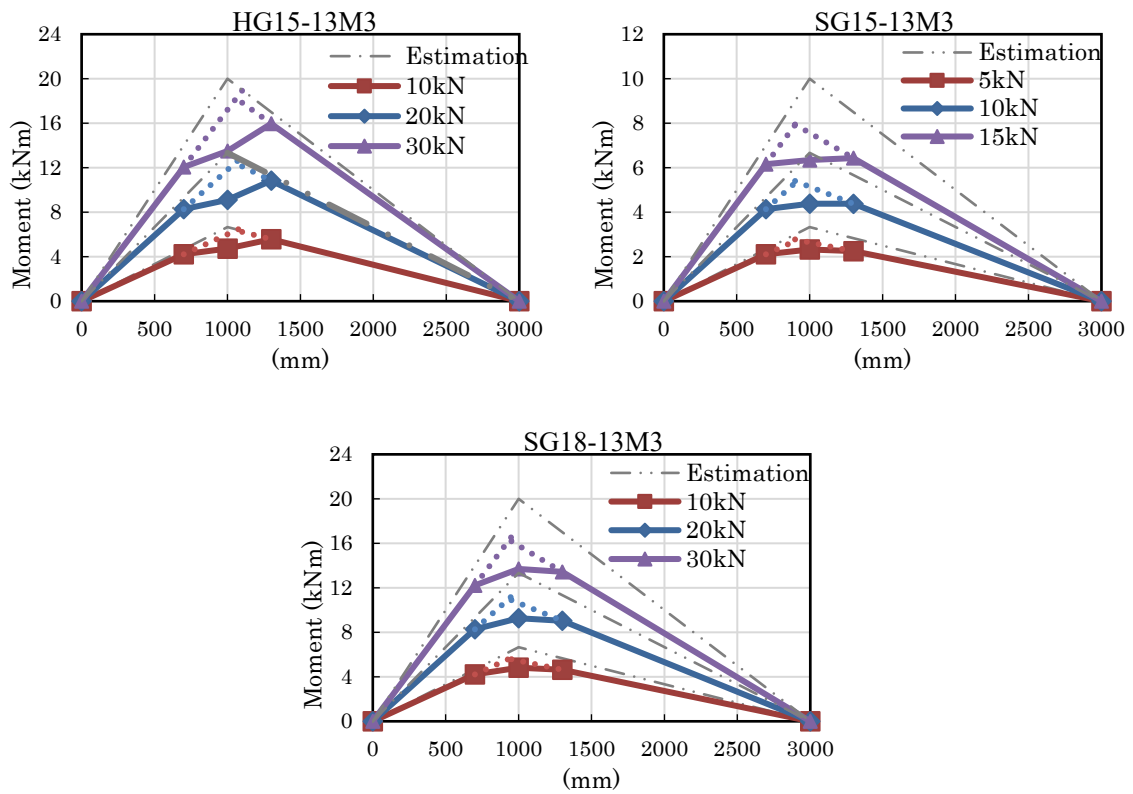 HG15-13M3
24
20
16
12
8
4
0
Moment (kNm)
Estimation
10kN
20kN
30kN
0 500 1000 1500 2000 2500 3000
(mm)
SG15-13M3
12
10
8
6
4
2
0
Moment (kNm)
Estimation
5kN
10kN
15kN
0 500 1000 1500 2000 2500 3000
(mm)
SG18-13M3
24
20
16
12
8
4
0
Moment (kNm)
Estimation
10kN
20kN
30kN
0 500 1000 1500 2000 2500 3000
(mm)